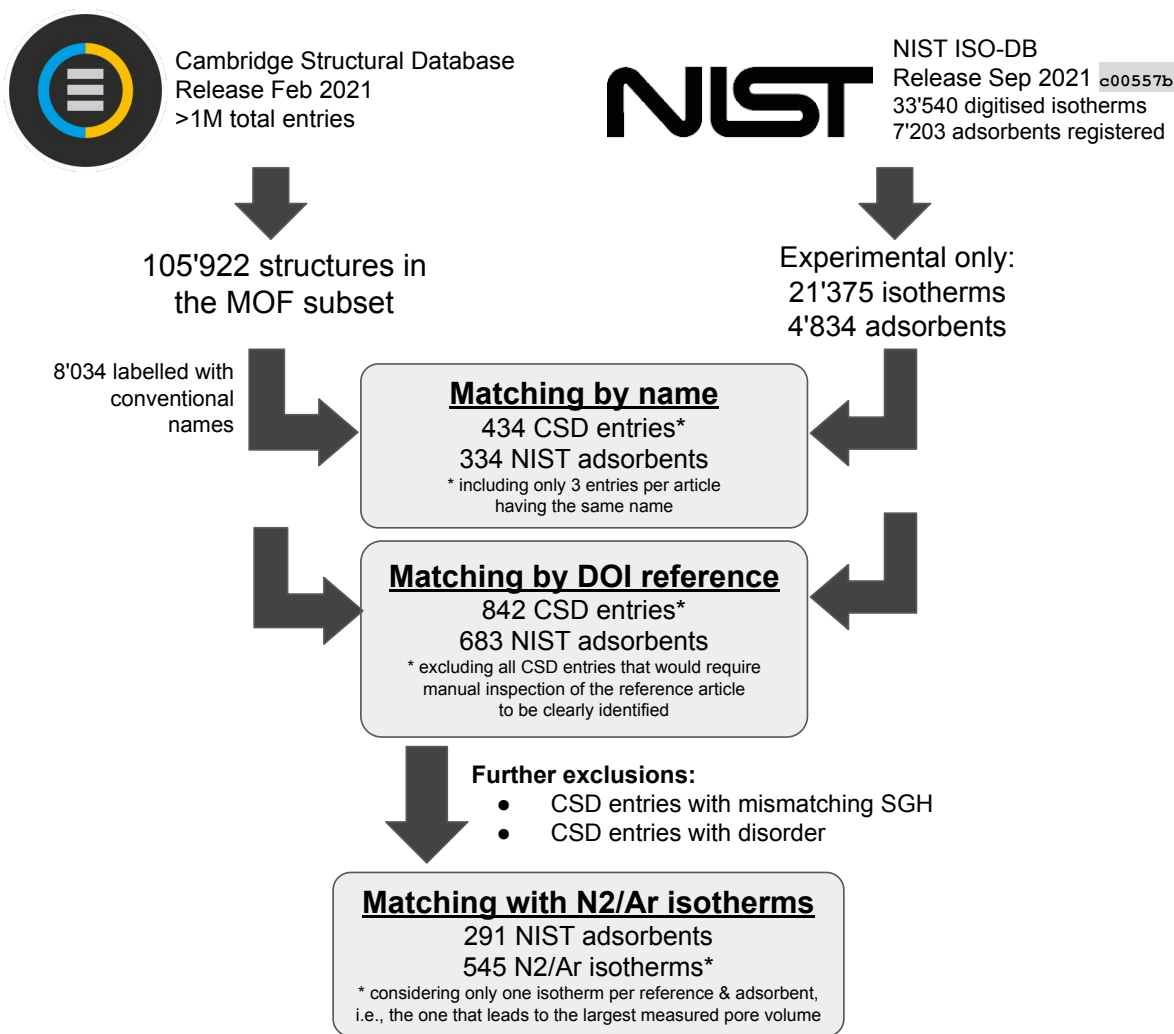 Cambridge Structural Database
Release Feb 2021
>1M total entries
NIST
NIST ISO-DB
Release Sep 2021 c00557b
33'540 digitised isotherms
7'203 adsorbents registered
105'922 structures in
the MOF subset
Experimental only:
21'375 isotherms
4'834 adsorbents
8'034 labelled with
conventional
names
Matching by name
434 CSD entries*
334 NIST adsorbents
* including only 3 entries per article
having the same name
Matching by DOI reference
842 CSD entries*
683 NIST adsorbents
* excluding all CSD entries that would require
manual inspection of the reference article
to be clearly identified
Further exclusions:
● CSD entries with mismatching SGH
● CSD entries with disorder
Matching with N2/Ar isotherms
291 NIST adsorbents
545 N2/Ar isotherms*
* considering only one isotherm per reference & adsorbent,
i.e., the one that leads to the largest measured pore volume